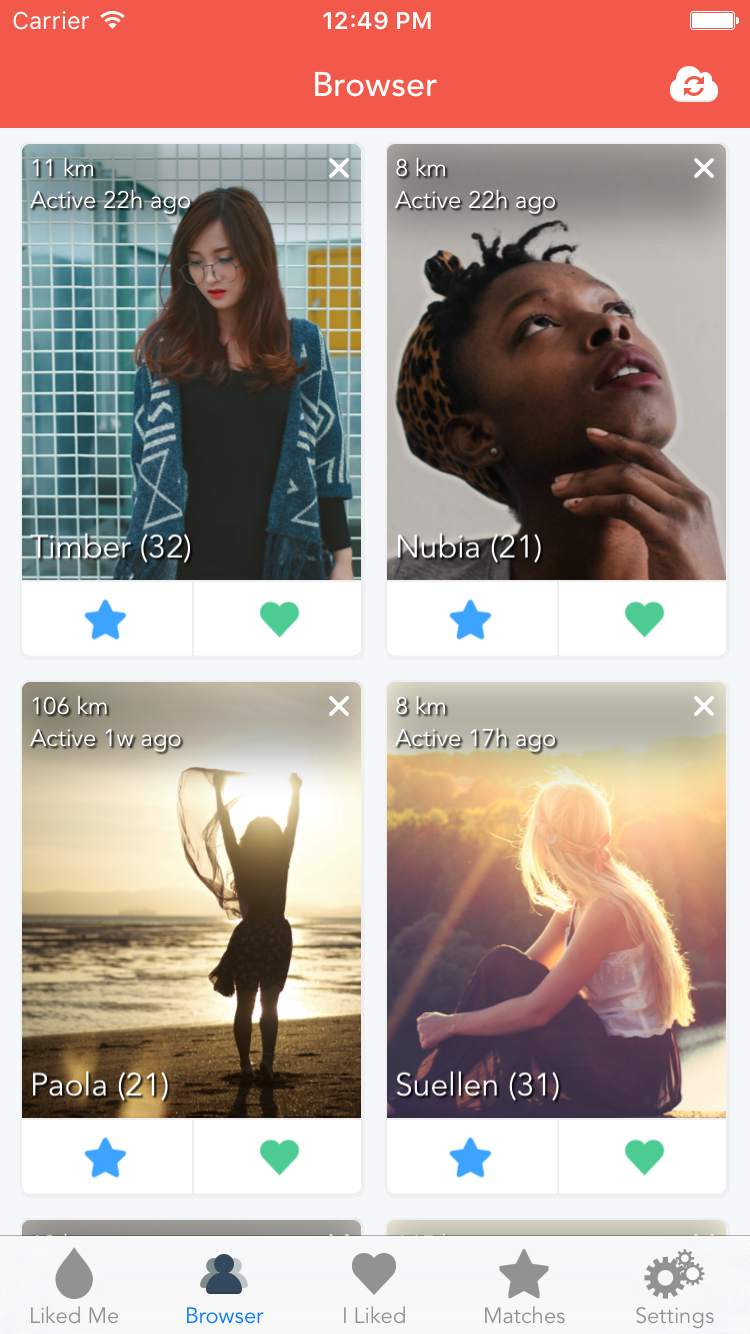 Carrier 12:49 PM
Browser
11 km
Active 22h ago
Timber (32)
8 km
Active 22h ago
Nubia (21)
106 km
Active 1w ago
Paola (21)
8 km
Active 17h ago
Suellen (31)
Liked Me
Browser
I Liked
Matches
Settings